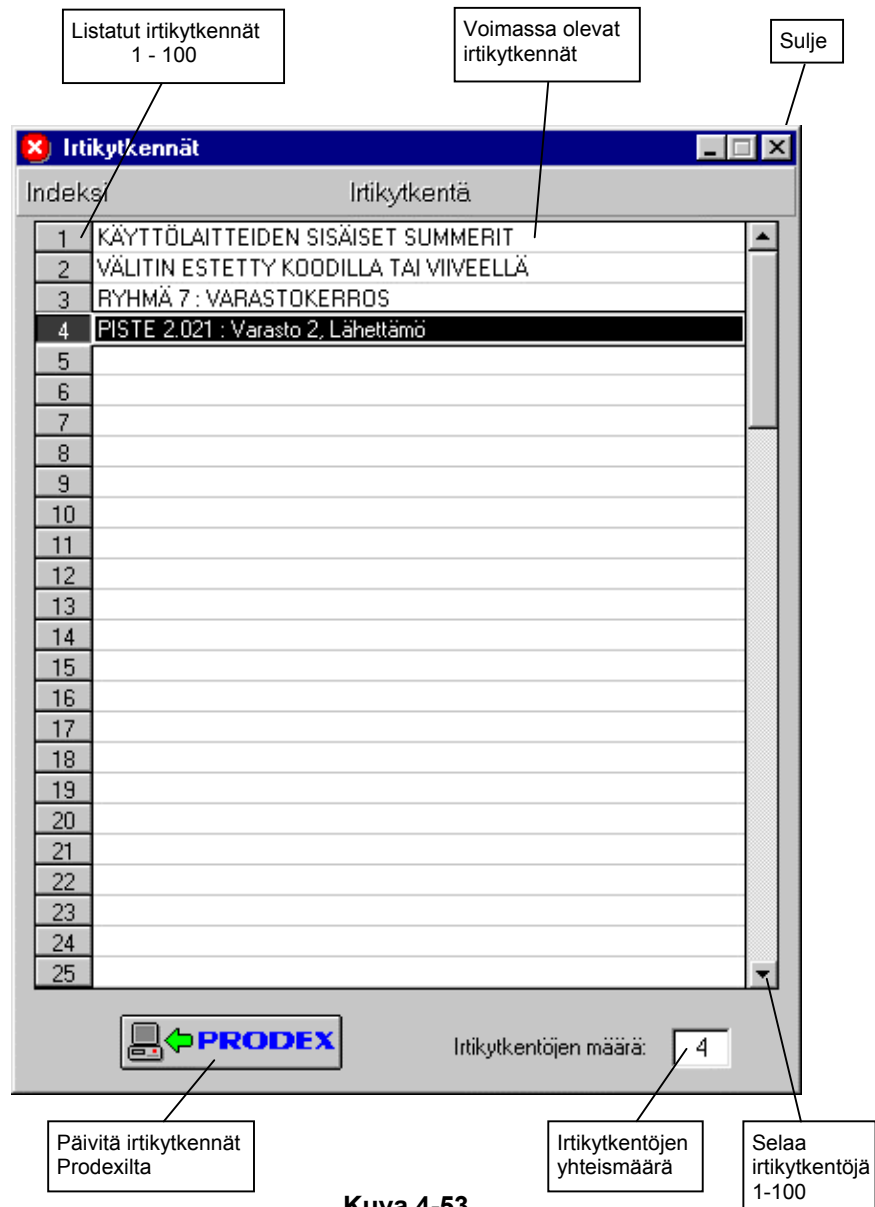 Listatut irtikytkennät
1 - 100
Voimassa olevat
irtikytkennät
Sulje
Irtikytkennät
Indeksi Irtikytkentä
1 KÄYTTÖLAITTEIDEN SISÄISET SUMMERIT
2 VÄLITIN ESTETTY KOODILLA TAI VIIVEELLÄ
3 RYHMÄ 7 : VARASTOKERROS
4 PISTE 2.021 : Varasto 2, Lähettämö
5
6
7
8
9
10
11
12
13
14
15
16
17
18
19
20
21
22
23
24
25
PRODEX
Irtikytkentöjen määrä: 4
Päivitä irtikytkennät
Prodexilta
Irtikytkentöjen
yhteismäärä
Selaa
irtikytkentöjä
1-100
Kuva 4-53